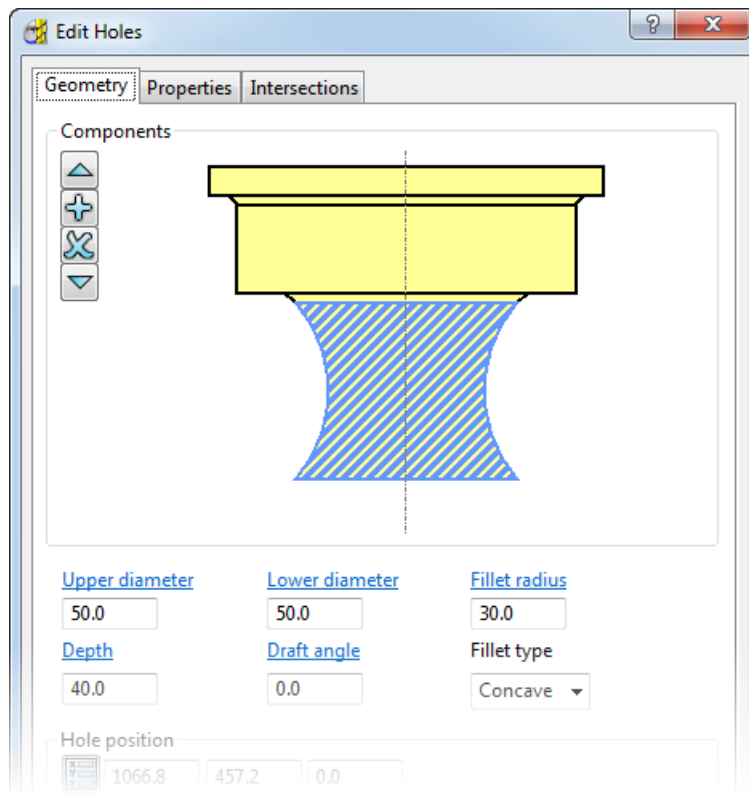 Edit Holes
?
Geometry Properties Intersections
Components
Upper diameter Lower diameter Fillet radius
50.0 50.0 30.0
Depth Draft angle Fillet type
40.0 0.0 Concave
Hole position
1066.8 457.2 0.0